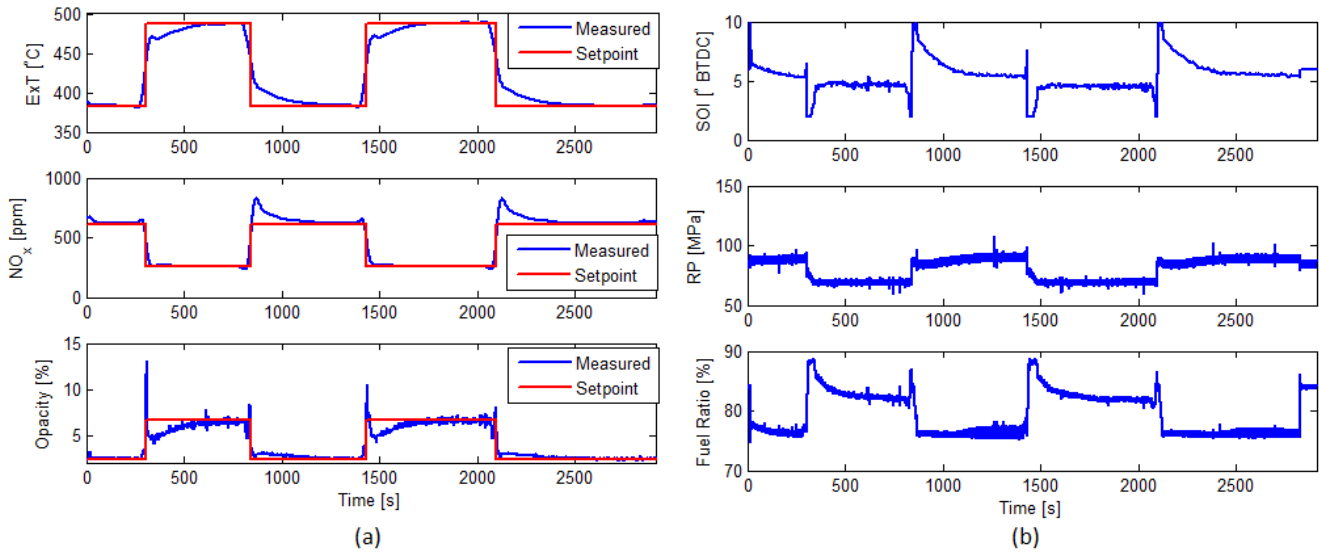 ExT [°C]
500
450
400
350
Measured
Setpoint
0 500 1000 1500 2000 2500
NOx [ppm]
1000
500
0
Measured
Setpoint
0 500 1000 1500 2000 2500
Opacity [%]
15
10
5
Measured
Setpoint
0 500 1000 1500 2000 2500
Time [s]
(a)
SOI [° BTDC]
10
5
0
0 500 1000 1500 2000 2500
RP [MPa]
150
100
50
0 500 1000 1500 2000 2500
Fuel Ratio [%]
90
80
70
0 500 1000 1500 2000 2500
Time [s]
(b)